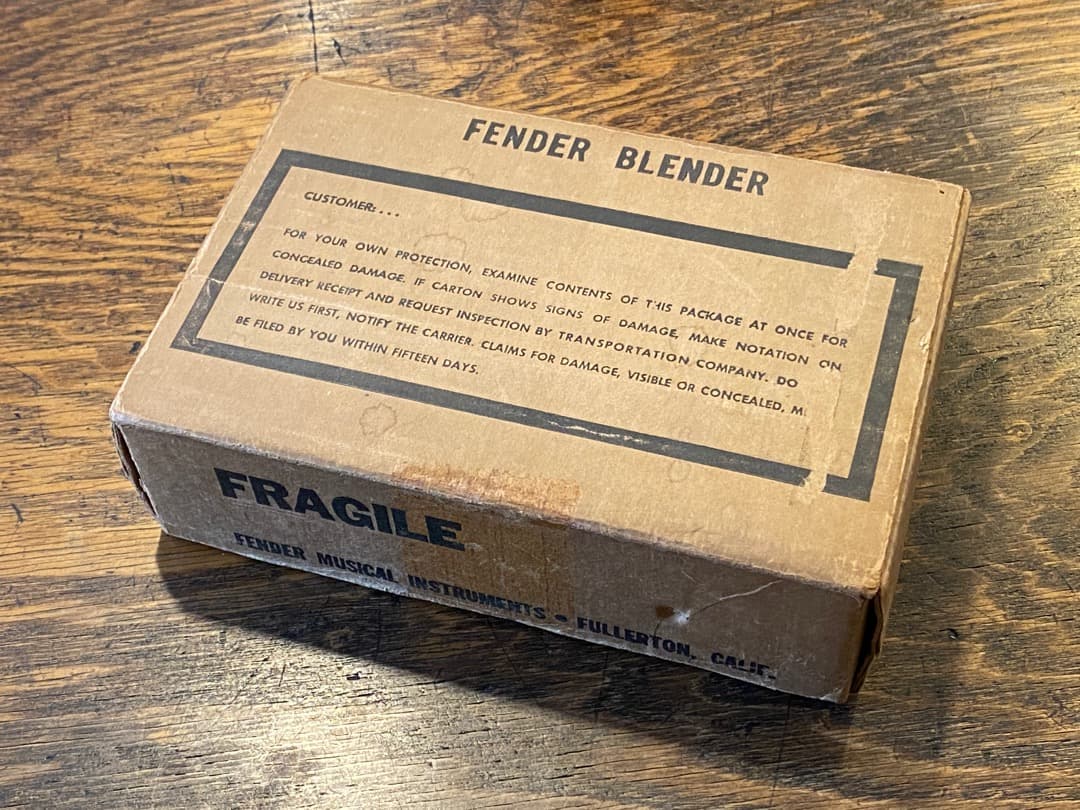 FENDER BLENDER
CUSTOMER: . . .
FOR YOUR OWN PROTECTION, EXAMINE CONTENTS OF THIS PACKAGE AT ONCE FOR
CONCEALED DAMAGE. IF CARTON SHOWS SIGNS OF DAMAGE, MAKE NOTATION ON
DELIVERY RECEIPT AND REQUEST INSPECTION BY TRANSPORTATION COMPANY. DO
WRITE US FIRST, NOTIFY THE CARRIER. CLAIMS FOR DAMAGE, VISIBLE OR CONCEALED,
BE FILED BY YOU WITHIN FIFTEEN DAYS.
FRAGILE
FENDER MUSICAL INSTRUMENTS • FULLERTON, CALIF.